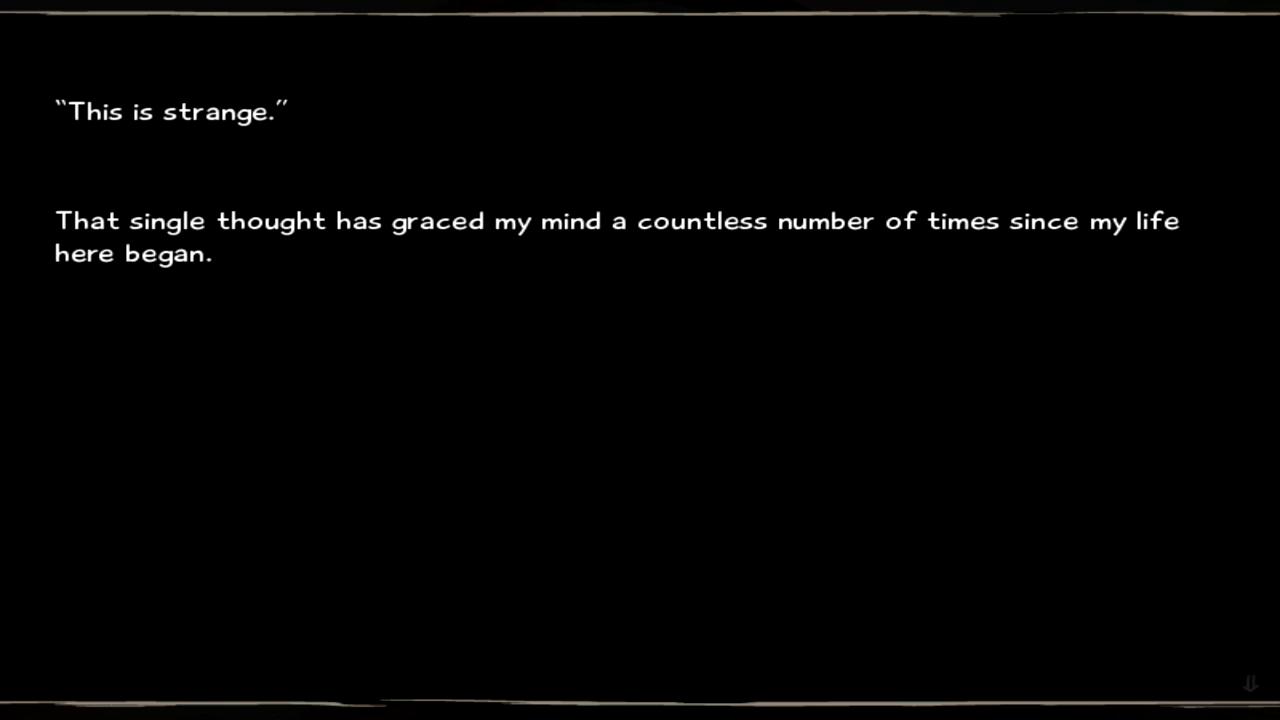 “This is strange.”
That single thought has graced my mind a countless number of times since my life
here began.